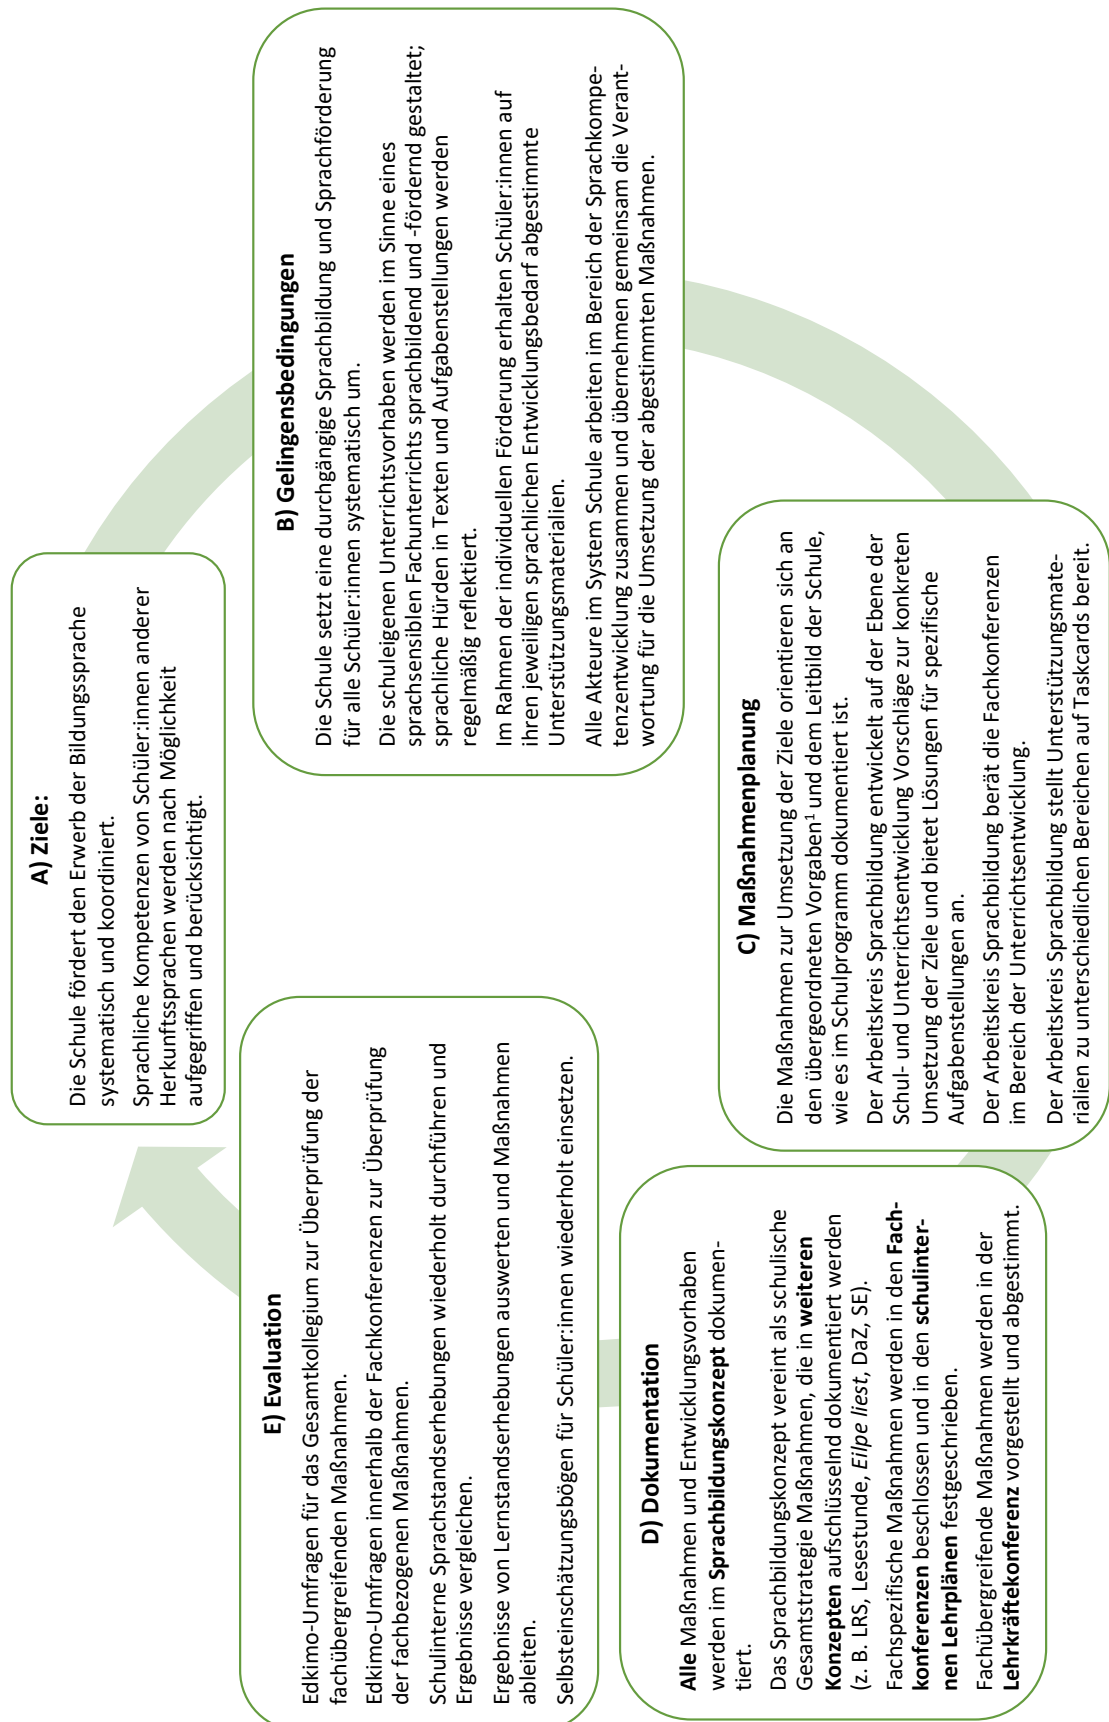 A) Ziele:
Die Schule fördert den Erwerb der Bildungssprache
systematisch und koordiniert.
Sprachliche Kompetenzen von Schüler:innen anderer
Herkunftssprachen werden nach Möglichkeit
aufgegriffen und berücksichtigt.
B) Gelingensbedingungen
Die Schule setzt eine durchgängige Sprachbildung und Sprachförderung
für alle Schüler:innen systematisch um.
Die schuleigenen Unterrichtsvorhaben werden im Sinne eines
sprachsensiblen Fachunterrichts sprachbildend und -fördernd gestaltet;
sprachliche Hürden in Texten und Aufgabenstellungen werden
regelmäßig reflektiert.
Im Rahmen der individuellen Förderung erhalten Schüler:innen auf
ihren jeweiligen sprachlichen Entwicklungsbedarf abgestimmte
Unterstützungsmaterialien.
Alle Akteure im System Schule arbeiten im Bereich der Sprachkompe-
tenzentwicklung zusammen und übernehmen gemeinsam die Verant-
wortung für die Umsetzung der abgestimmten Maßnahmen.
C) Maßnahmenplanung
Die Maßnahmen zur Umsetzung der Ziele orientieren sich an
den übergeordneten Vorgaben¹ und dem Leitbild der Schule,
wie es im Schulprogramm dokumentiert ist.
Der Arbeitskreis Sprachbildung entwickelt auf der Ebene der
Schul- und Unterrichtsentwicklung Vorschläge zur konkreten
Umsetzung der Ziele und bietet Lösungen für spezifische
Aufgabenstellungen an.
Der Arbeitskreis Sprachbildung berät die Fachkonferenzen
im Bereich der Unterrichtsentwicklung.
Der Arbeitskreis Sprachbildung stellt Unterstützungsmate-
rialien zu unterschiedlichen Bereichen auf Taskcards bereit.
D) Dokumentation
Alle Maßnahmen und Entwicklungsvorhaben
werden im Sprachbildungskonzept dokumen-
tiert.
Das Sprachbildungskonzept vereint als schulische
Gesamtstrategie Maßnahmen, die in weiteren
Konzepten aufschlüsselnd dokumentiert werden
(z. B. LRS, Lesestunde, Eilpe liest, DaZ, SE).
Fachspezifische Maßnahmen werden in den Fach-
konferenzen beschlossen und in den schulinter-
nen Lehrplänen festgeschrieben.
Fachübergreifende Maßnahmen werden in der
Lehrkräftekonferenz vorgestellt und abgestimmt.
E) Evaluation
Edkimo-Umfragen für das Gesamtkollegium zur Überprüfung der
fachübergreifenden Maßnahmen.
Edkimo-Umfragen innerhalb der Fachkonferenzen zur Überprüfung
der fachbezogenen Maßnahmen.
Schulinterne Sprachstandserhebungen wiederholt durchführen und
Ergebnisse vergleichen.
Ergebnisse von Lernstandserhebungen auswerten und Maßnahmen
ableiten.
Selbsteinschätzungsbögen für Schüler:innen wiederholt einsetzen.